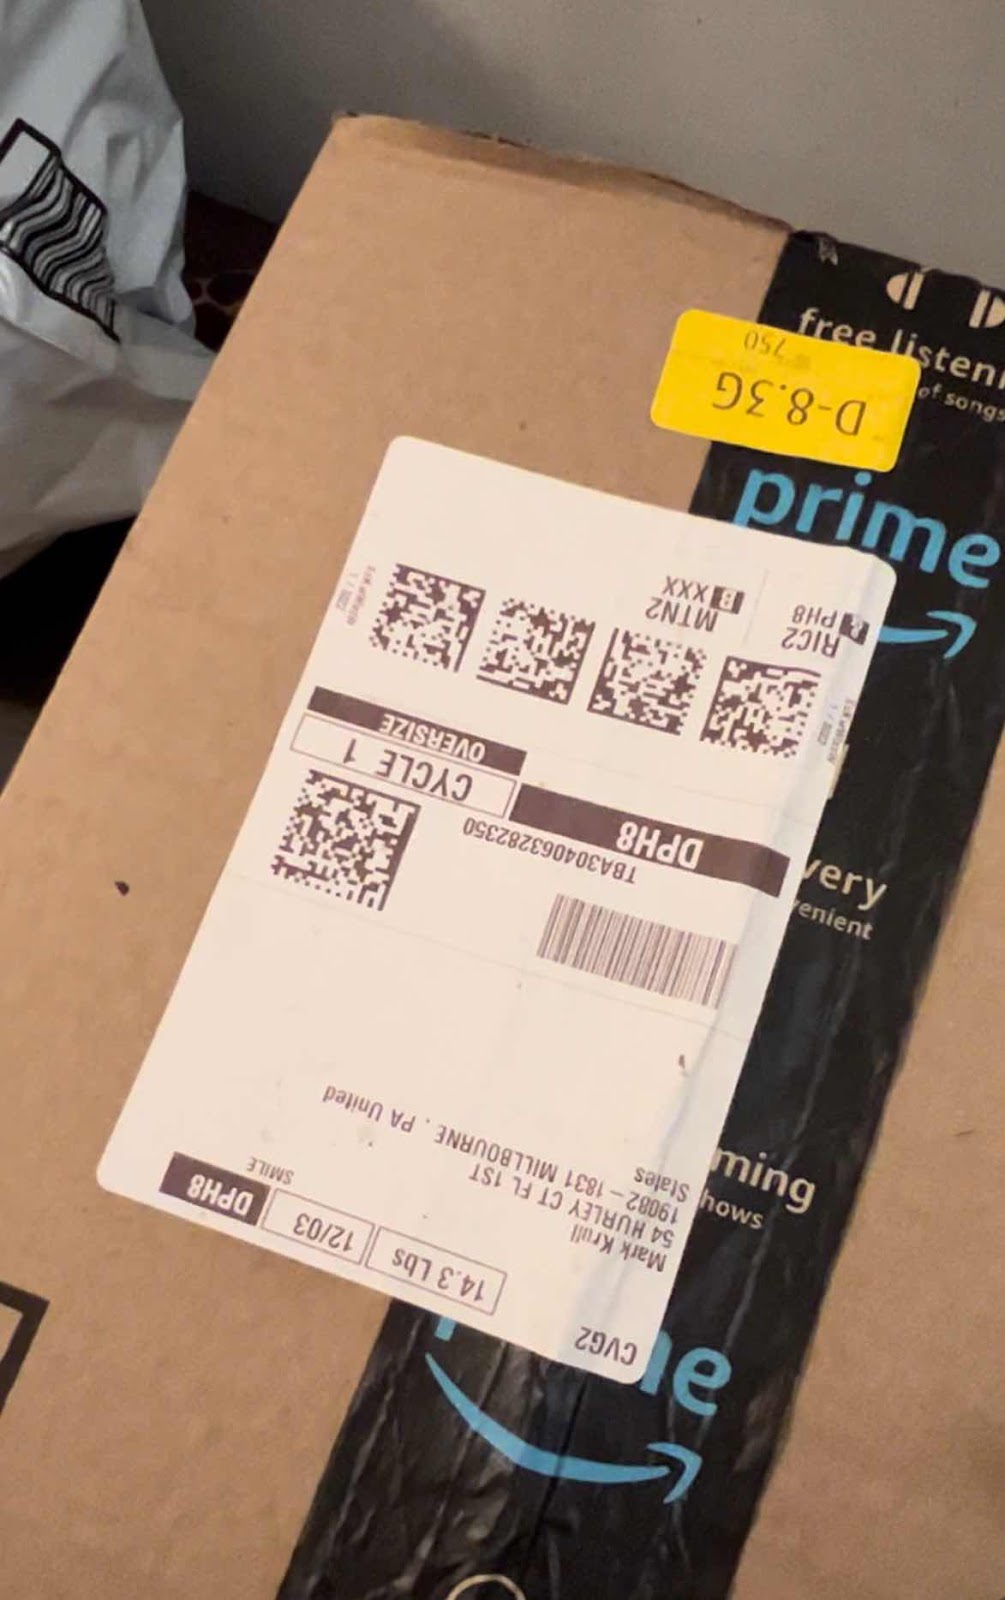 free listeni
of songs
D-8.3G
750
prime
CVG2
14.3 Lbs
12/03
DPH8
SMILE
Mark Kroll
54 HURLEY CT FL 1ST
19082 - 1831 MILLBOURNE , PA United
States
TBA304063282350
DPH8
CYCLE 1
OVERSIZE
RIC2
R PH8
MTN2
B XXX
very
venient
ming
hows